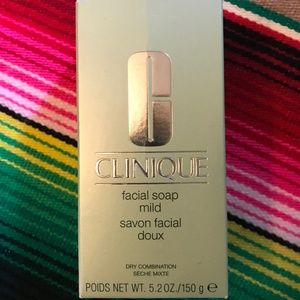 CLINIQUE
facial soap
mild
savon facial
doux
DRY COMBINATION
SÈCHE MIXTE
POIDS NET WT. 5.2 OZ./150 g ℮